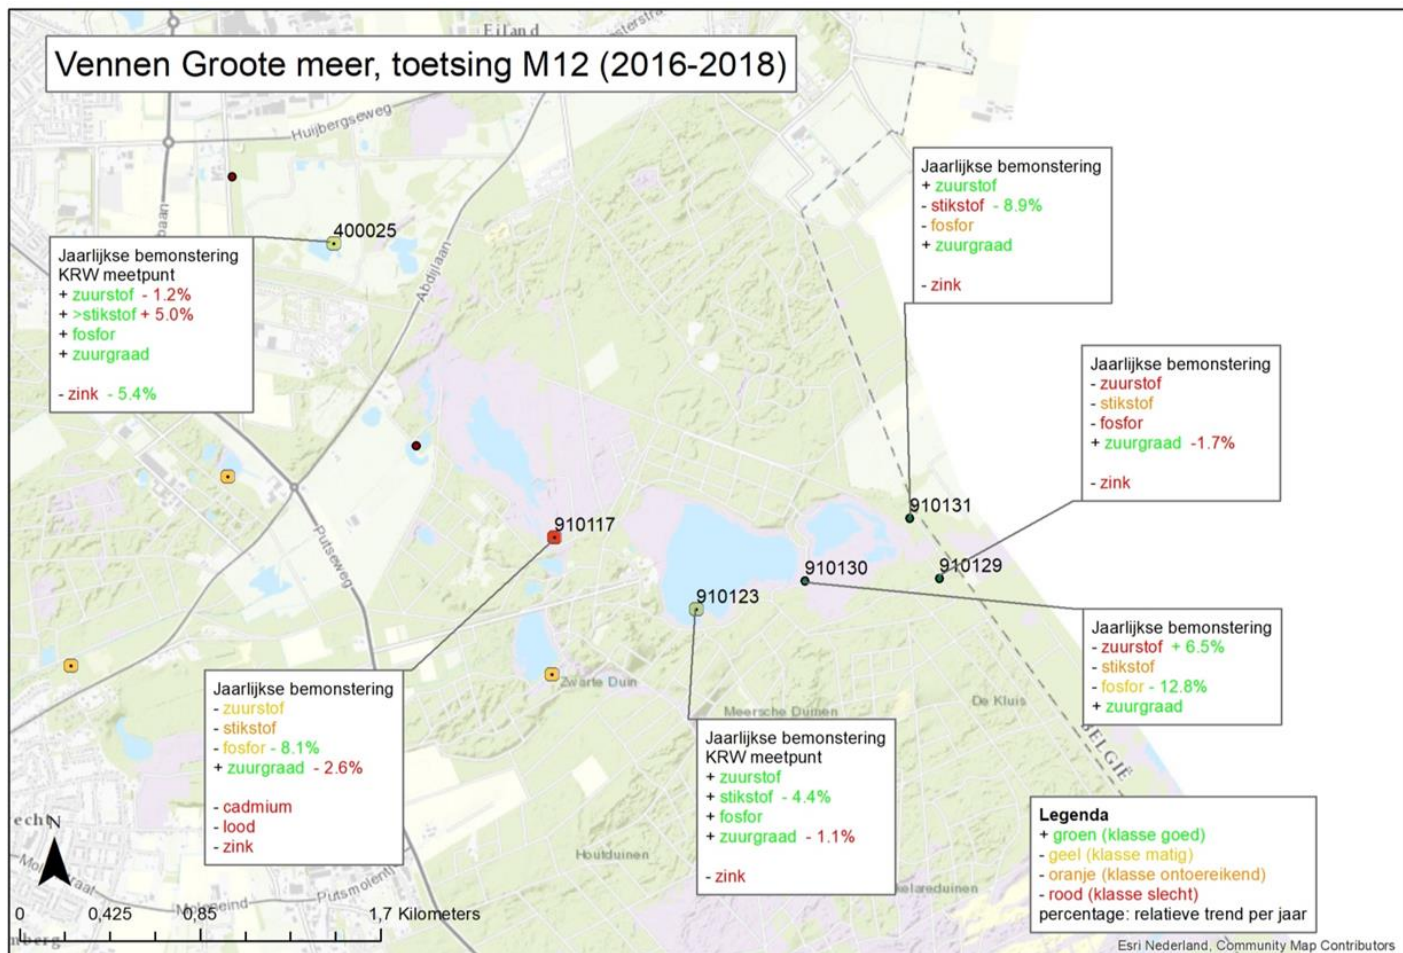 Eiland
Vennen Groote meer, toetsing M12 (2016-2018)
Huijbergseweg
Abdijlaan
baan
400025
Jaarlijkse bemonstering
KRW meetpunt
+ zuurstof - 1.2%
+ >stikstof + 5.0%
+ fosfor
+ zuurgraad
- zink - 5.4%
Jaarlijkse bemonstering
+ zuurstof
- stikstof - 8.9%
- fosfor
+ zuurgraad
- zink
Jaarlijkse bemonstering
- zuurstof
- stikstof
- fosfor
+ zuurgraad -1.7%
- zink
Putseweg
910117
910131
910130
910129
910123
Zwarte Duin
Meersche Duinen
De Kluis
BELGIË
Jaarlijkse bemonstering
- zuurstof + 6.5%
- stikstof
- fosfor - 12.8%
+ zuurgraad
Jaarlijkse bemonstering
- zuurstof
- stikstof
- fosfor - 8.1%
+ zuurgraad - 2.6%
- cadmium
- lood
- zink
Jaarlijkse bemonstering
KRW meetpunt
+ zuurstof
+ stikstof - 4.4%
+ fosfor
+ zuurgraad - 1.1%
- zink
Houtduinen
kelareduinen
Legenda
+ groen (klasse goed)
- geel (klasse matig)
- oranje (klasse ontoereikend)
- rood (klasse slecht)
percentage: relatieve trend per jaar
echt
N
Putsmolentj
0 0,425 0,85 1,7 Kilometers
mberg
Esri Nederland, Community Map Contributors